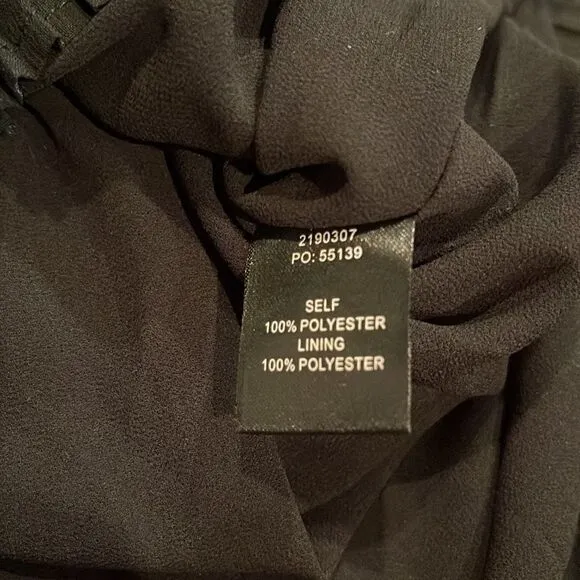 2190307
PO: 55139
SELF
100% POLYESTER
LINING
100% POLYESTER